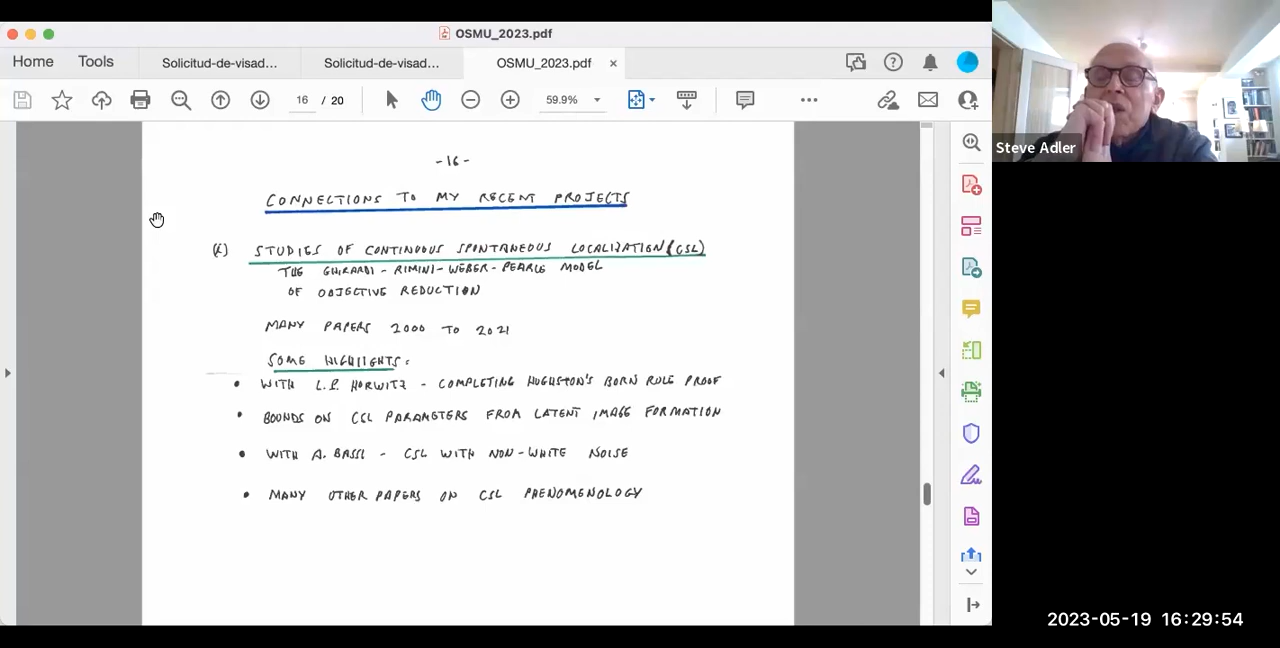 OSMU_2023.pdf
Home
Tools
Solicitud-de-visad...
Solicitud-de-visad...
OSMU_2023.pdf
16 / 20
59.9%
Steve Adler
-16-
CONNECTIONS TO MY RECENT PROJECTS
STUDIES OF CONTINUOUS SPONTANEOUS LOCALIZATION (CSL)
THE GHIRARDI - RIMINI - WEBER - PEARLE MODEL
OF OBJECTIVE REDUCTION
MANY PAPERS 2000 TO 2021
SOME HIGHLIGHTS:
• WITH L.P. HORWITZ - COMPLETING HUGHSTON'S BORN RULE PROOF
• BOUNDS ON CSL PARAMETERS FROM LATENT IMAGE FORMATION
• WITH A. BASSI - CSL WITH NON-WHITE NOISE
• MANY OTHER PAPERS ON CSL PHENOMENOLOGY
2023-05-19 16:29:54